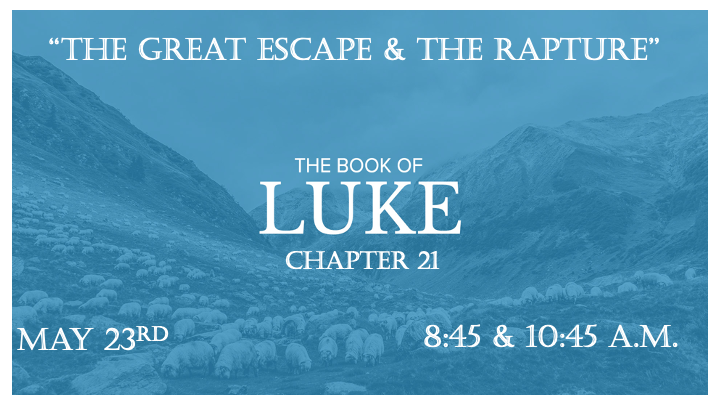 “THE GREAT ESCAPE & THE RAPTURE”
THE BOOK OF
LUKE
CHAPTER 21
MAY 23RD
8:45 & 10:45 A.M.